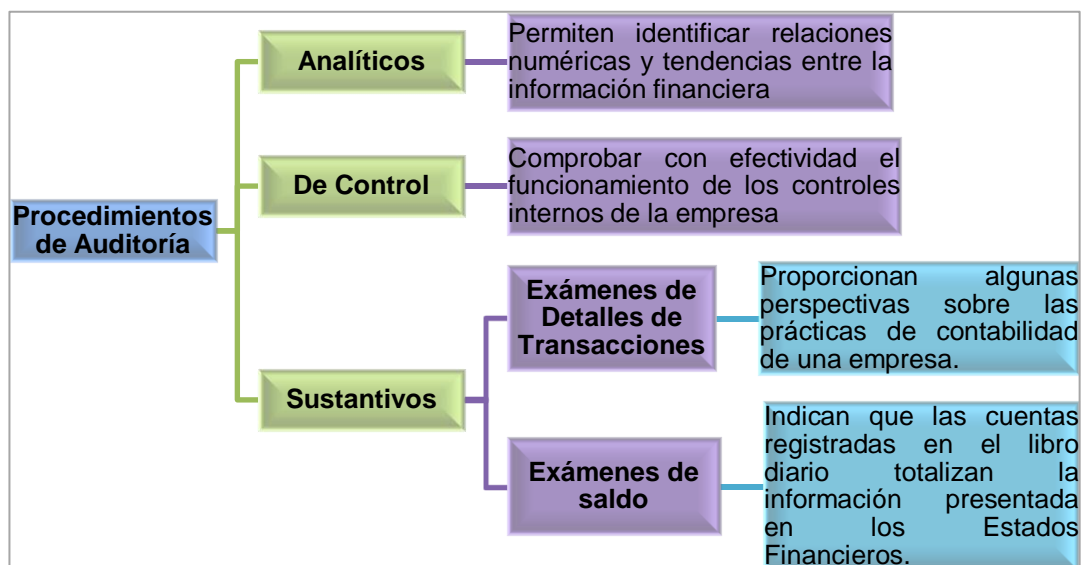 Procedimientos
de Auditoría
Analíticos
Permiten identificar relaciones
numéricas y tendencias entre la
información financiera
De Control
Comprobar con efectividad el
funcionamiento de los controles
internos de la empresa
Sustantivos
Exámenes de
Detalles de
Transacciones
Proporcionan algunas
perspectivas sobre las
prácticas de contabilidad
de una empresa.
Exámenes de
saldo
Indican que las cuentas
registradas en el libro
diario totalizan la
información presentada
en los Estados
Financieros.